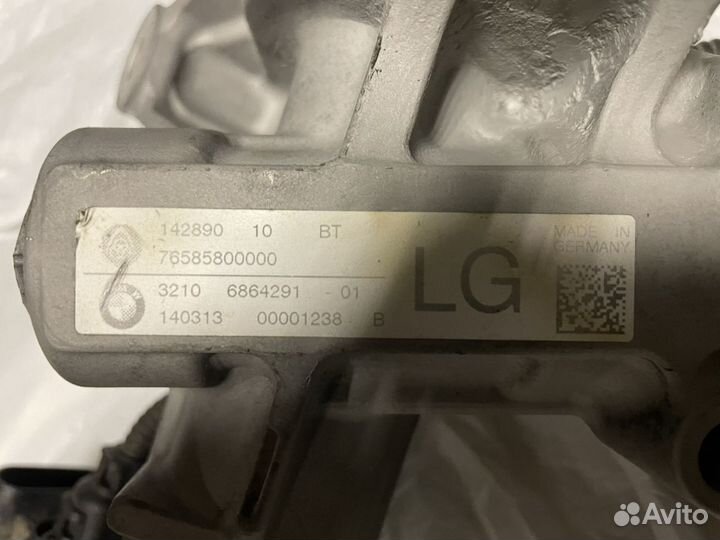 142890 10 BT
76585800000
3210 6864291 - 01
140313 00001238 - B
LG
MADE IN
GERMANY
Avito